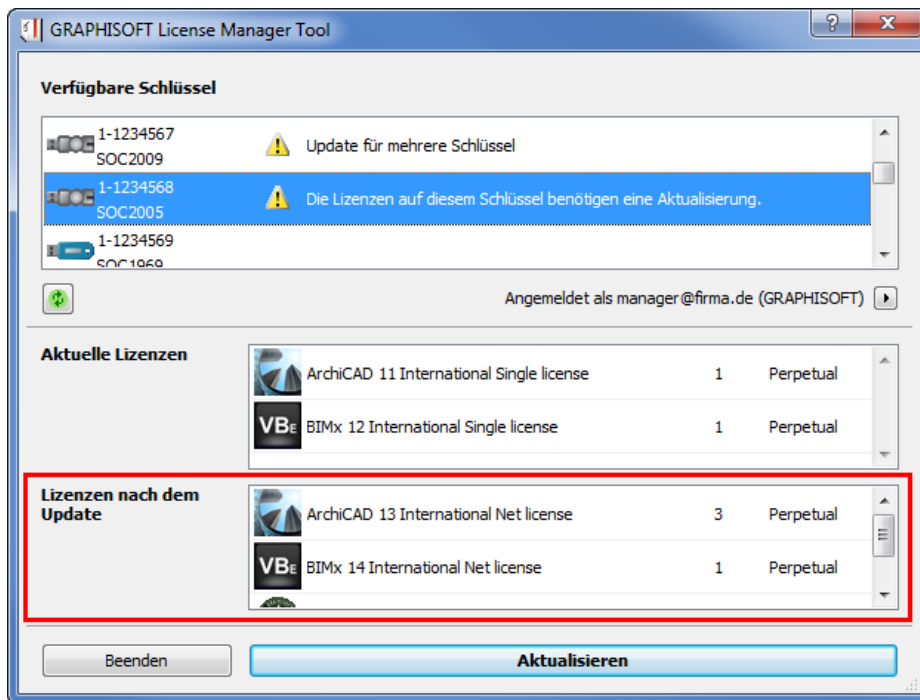 GRAPHISOFT License Manager Tool
Verfügbare Schlüssel
1-1234567
SOC2009
Update für mehrere Schlüssel
1-1234568
SOC2005
Die Lizenzen auf diesem Schlüssel benötigen eine Aktualisierung.
1-1234569
SOC1969
Angemeldet als manager@firma.de (GRAPHISOFT)
Aktuelle Lizenzen
ArchiCAD 11 International Single license 1 Perpetual
VBE BIMx 12 International Single license 1 Perpetual
Lizenzen nach dem
Update
ArchiCAD 13 International Net license 3 Perpetual
VBE BIMx 14 International Net license 1 Perpetual
Beenden
Aktualisieren